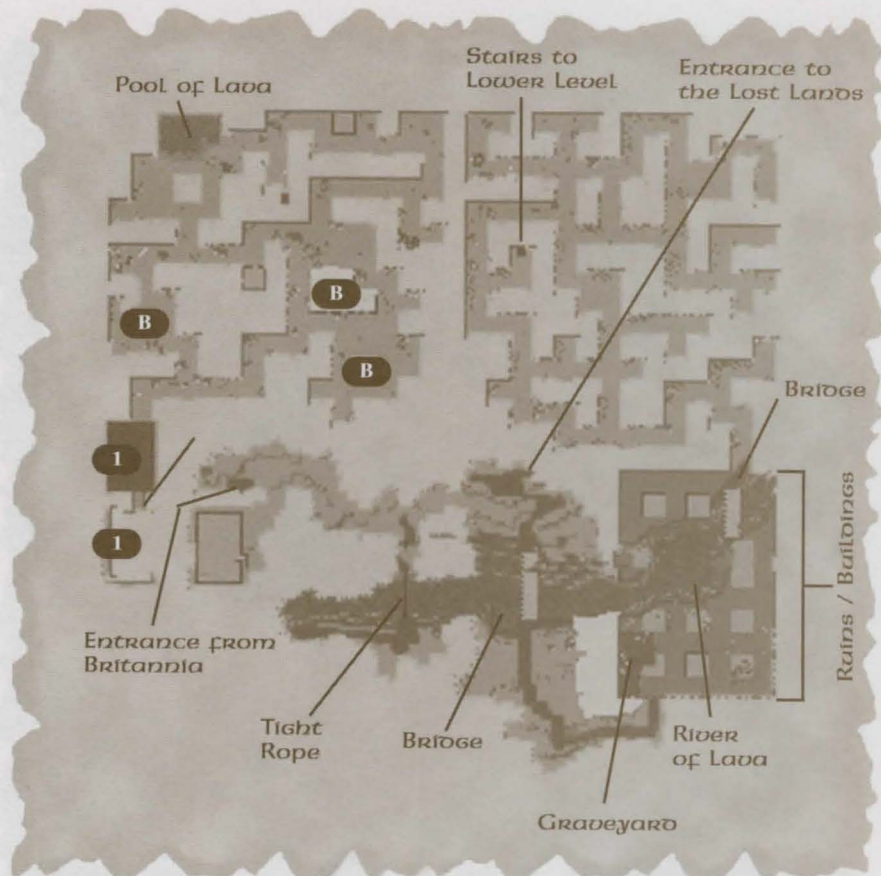 Stairs to
Lower Level
Entrance to
the Lost Lands
Pool of Lava
B
B
B
Bridge
1
1
Entrance from
Britannia
Tight
Rope
Bridge
River
of Lava
Graveyard
Ruins / Buildings